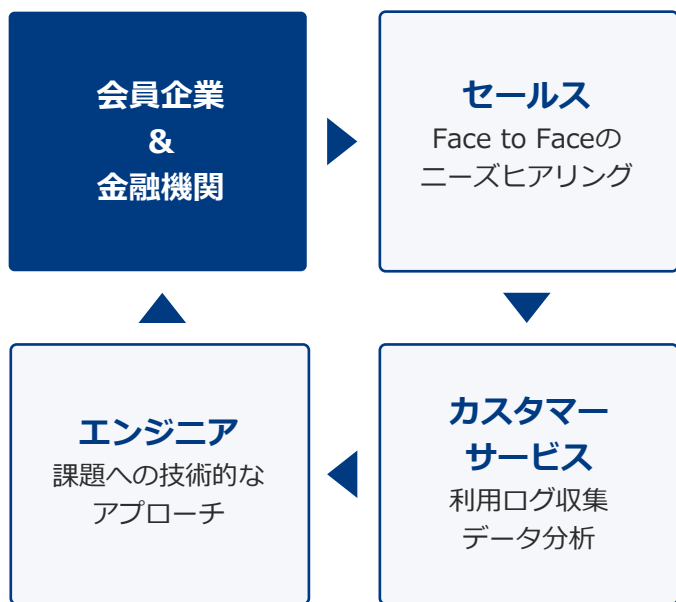 会員企業
&
金融機関
セールス
Face to Faceの
ニーズヒアリング
カスタマー
サービス
利用ログ収集
データ分析
エンジニア
課題への技術的な
アプローチ